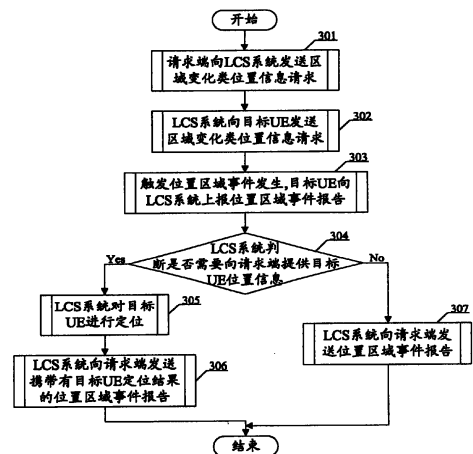 开始
301
请求端向LCS系统发送区
域变化类位置信息请求
302
LCS系统向目标UE发送
区域变化类位置信息请求
303
触发位置区域事件发生,目标UE向
LCS系统上报位置区域事件报告
304
LCS系统判
断是否需要向请求端提供目标
UE位置信息
Yes
No
305
LCS系统对目标
UE进行定位
307
LCS系统向请求端发
送位置区域事件报告
306
LCS系统向请求端发送
携带有目标UE定位结果
的位置区域事件报告
结束